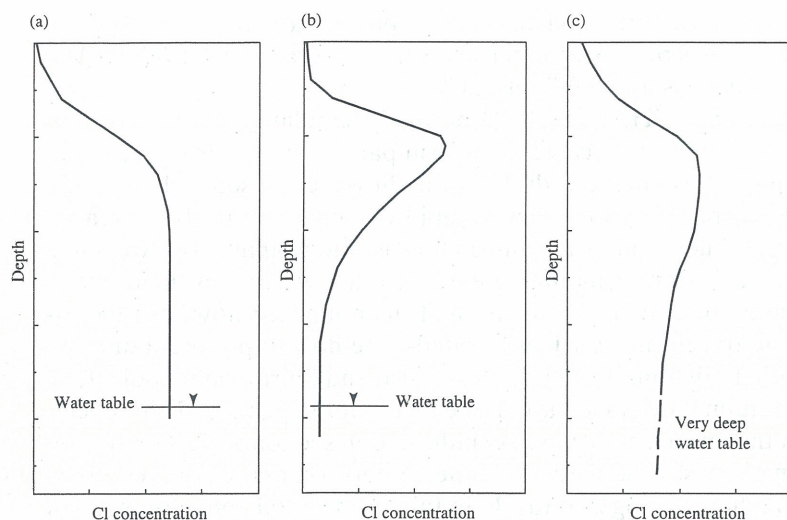 (a)
(b)
(c)
Depth
Depth
Depth
Water table
Water table
Very deep
water table
Cl concentration
Cl concentration
Cl concentration